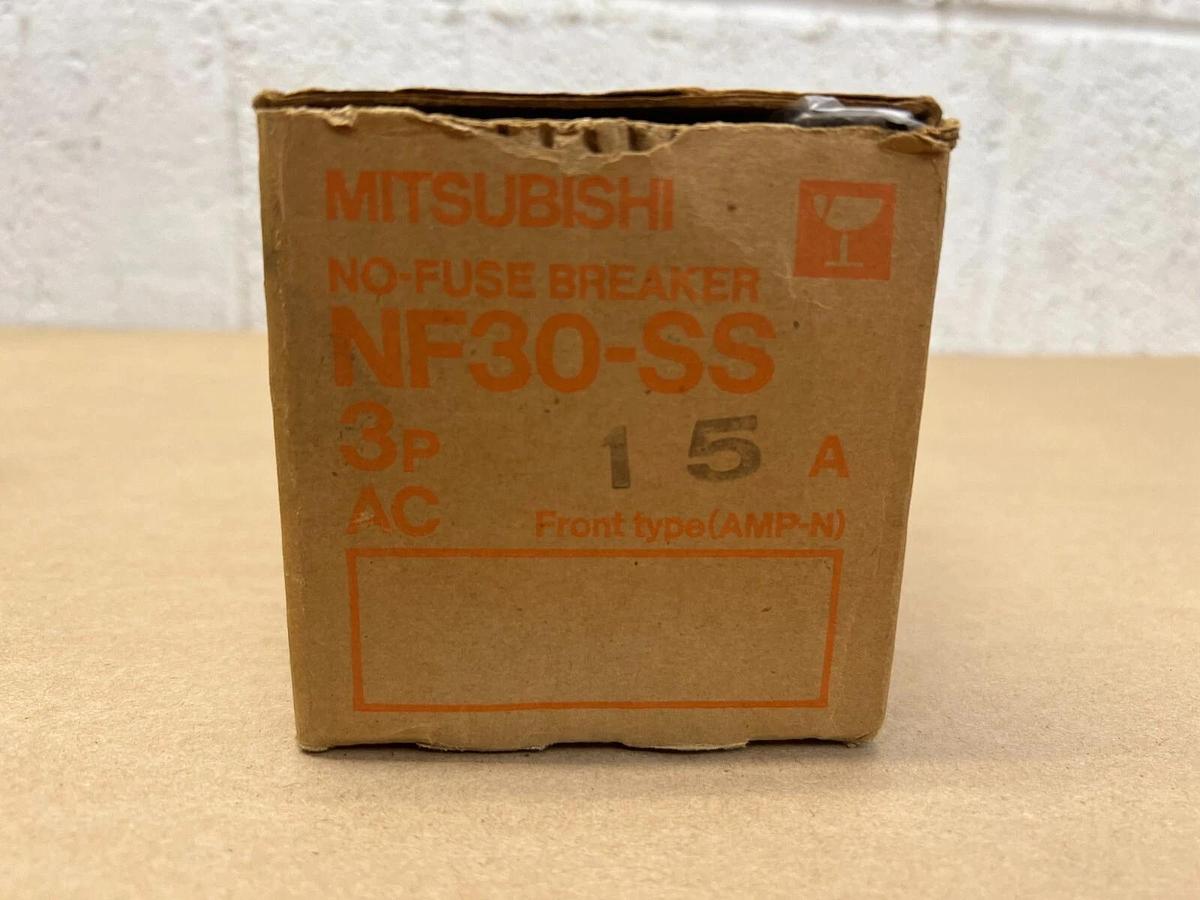 MITSUBISHI
NO-FUSE BREAKER
NF30-SS
3P 15 A
AC Front type(AMP-N)